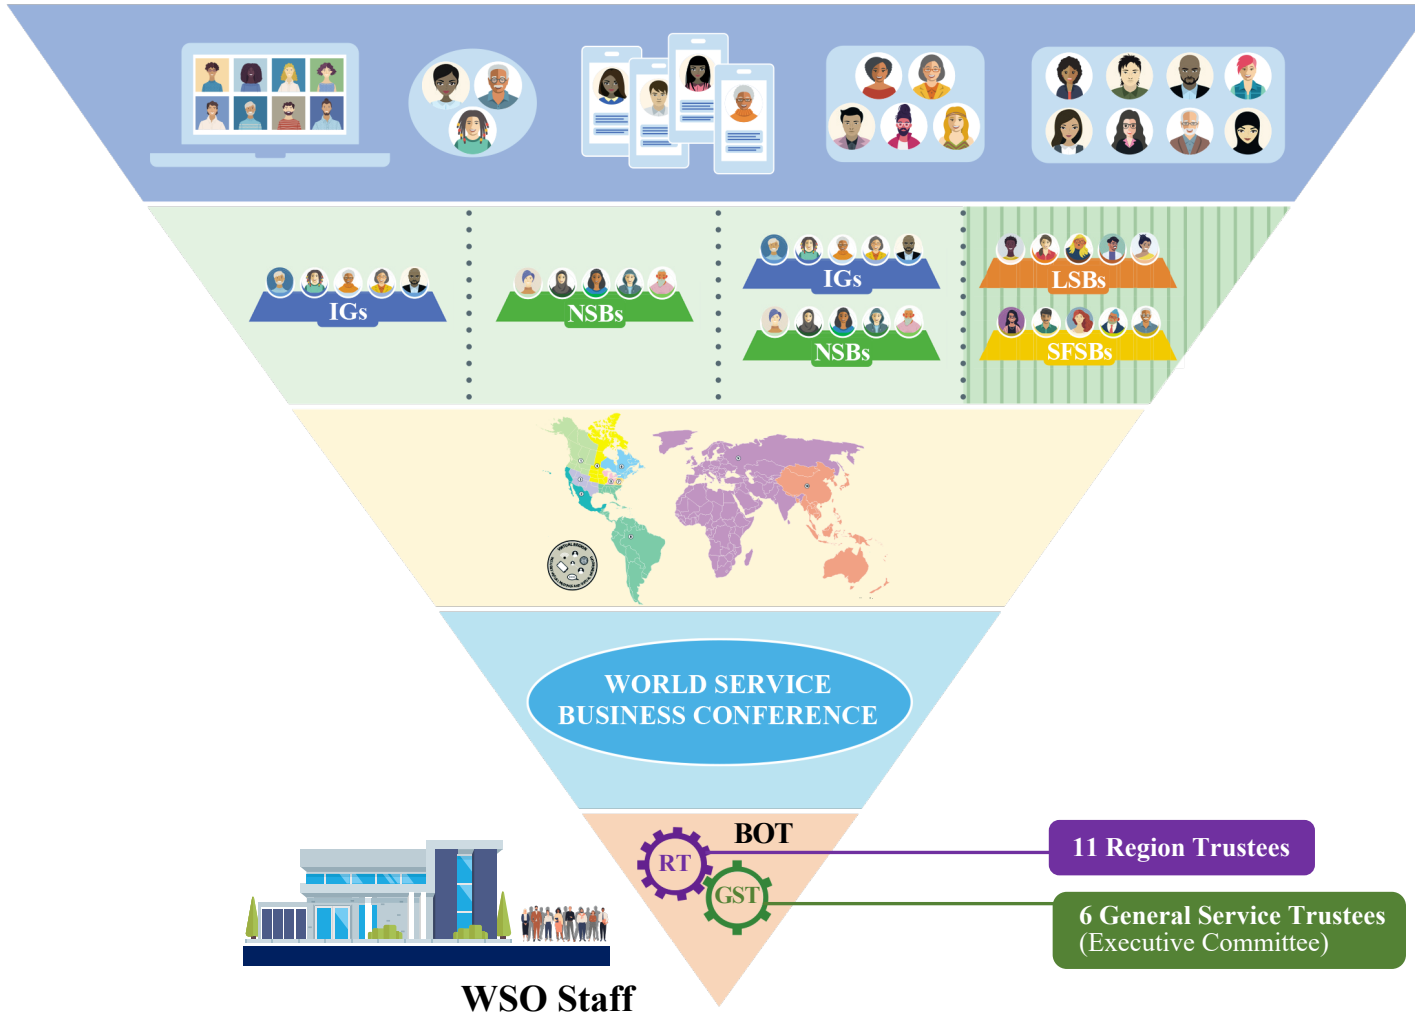 IGs
NSBs
IGs
NSBs
LSBs
SFSBs
WORLD SERVICE
BUSINESS CONFERENCE
BOT
RT
GST
11 Region Trustees
6 General Service Trustees
(Executive Committee)
WSO Staff